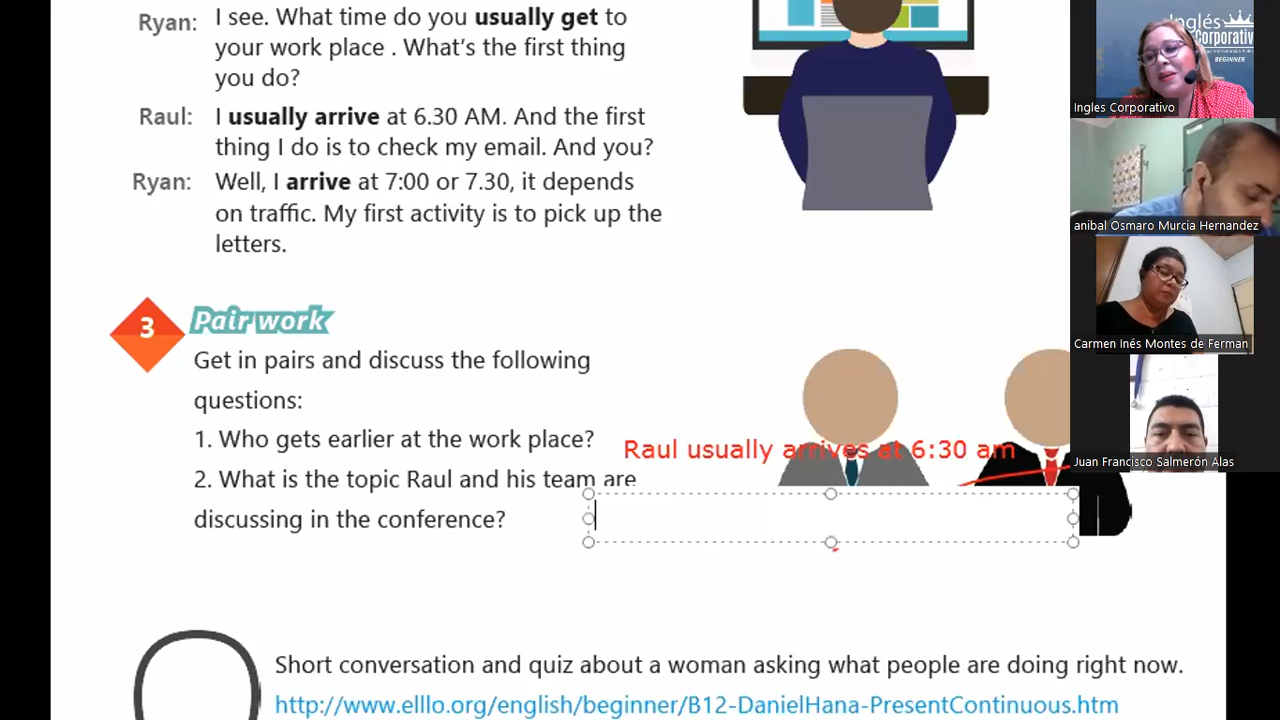 Ryan: I see. What time do you usually get to
your work place . What's the first thing
you do?
Raul: I usually arrive at 6.30 AM. And the first
thing I do is to check my email. And you?
Ryan: Well, I arrive at 7:00 or 7.30, it depends
on traffic. My first activity is to pick up the
letters.
3 Pair work
Get in pairs and discuss the following
questions:
1. Who gets earlier at the work place?
Raul usually arrives at 6:30 am
2. What is the topic Raul and his team are
discussing in the conference?
Short conversation and quiz about a woman asking what people are doing right now.
http://www.elllo.org/english/beginner/B12-DanielHana-PresentContinuous.htm
Inglés
Corporativo
BEGINNER
Ingles Corporativo
anibal Osmaro Murcia Hernandez
Carmen Inés Montes de Ferman
Juan Francisco Salmerón Alas